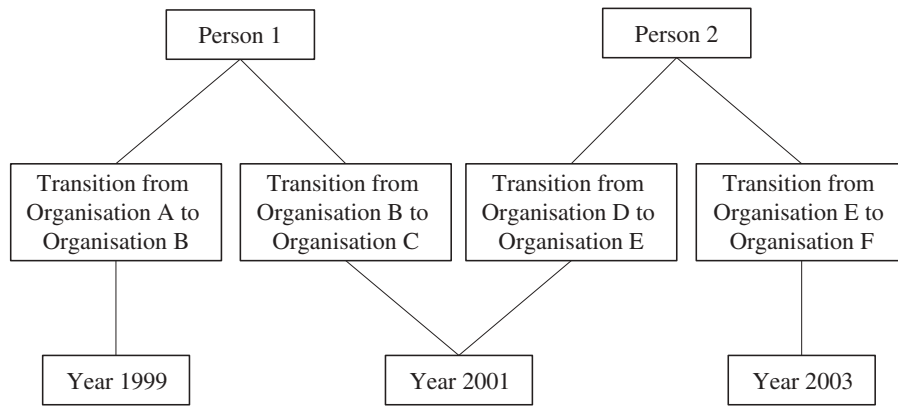 Person 1
Person 2
Transition from
Organisation A to
Organisation B
Transition from
Organisation B to
Organisation C
Transition from
Organisation D to
Organisation E
Transition from
Organisation E to
Organisation F
Year 1999
Year 2001
Year 2003